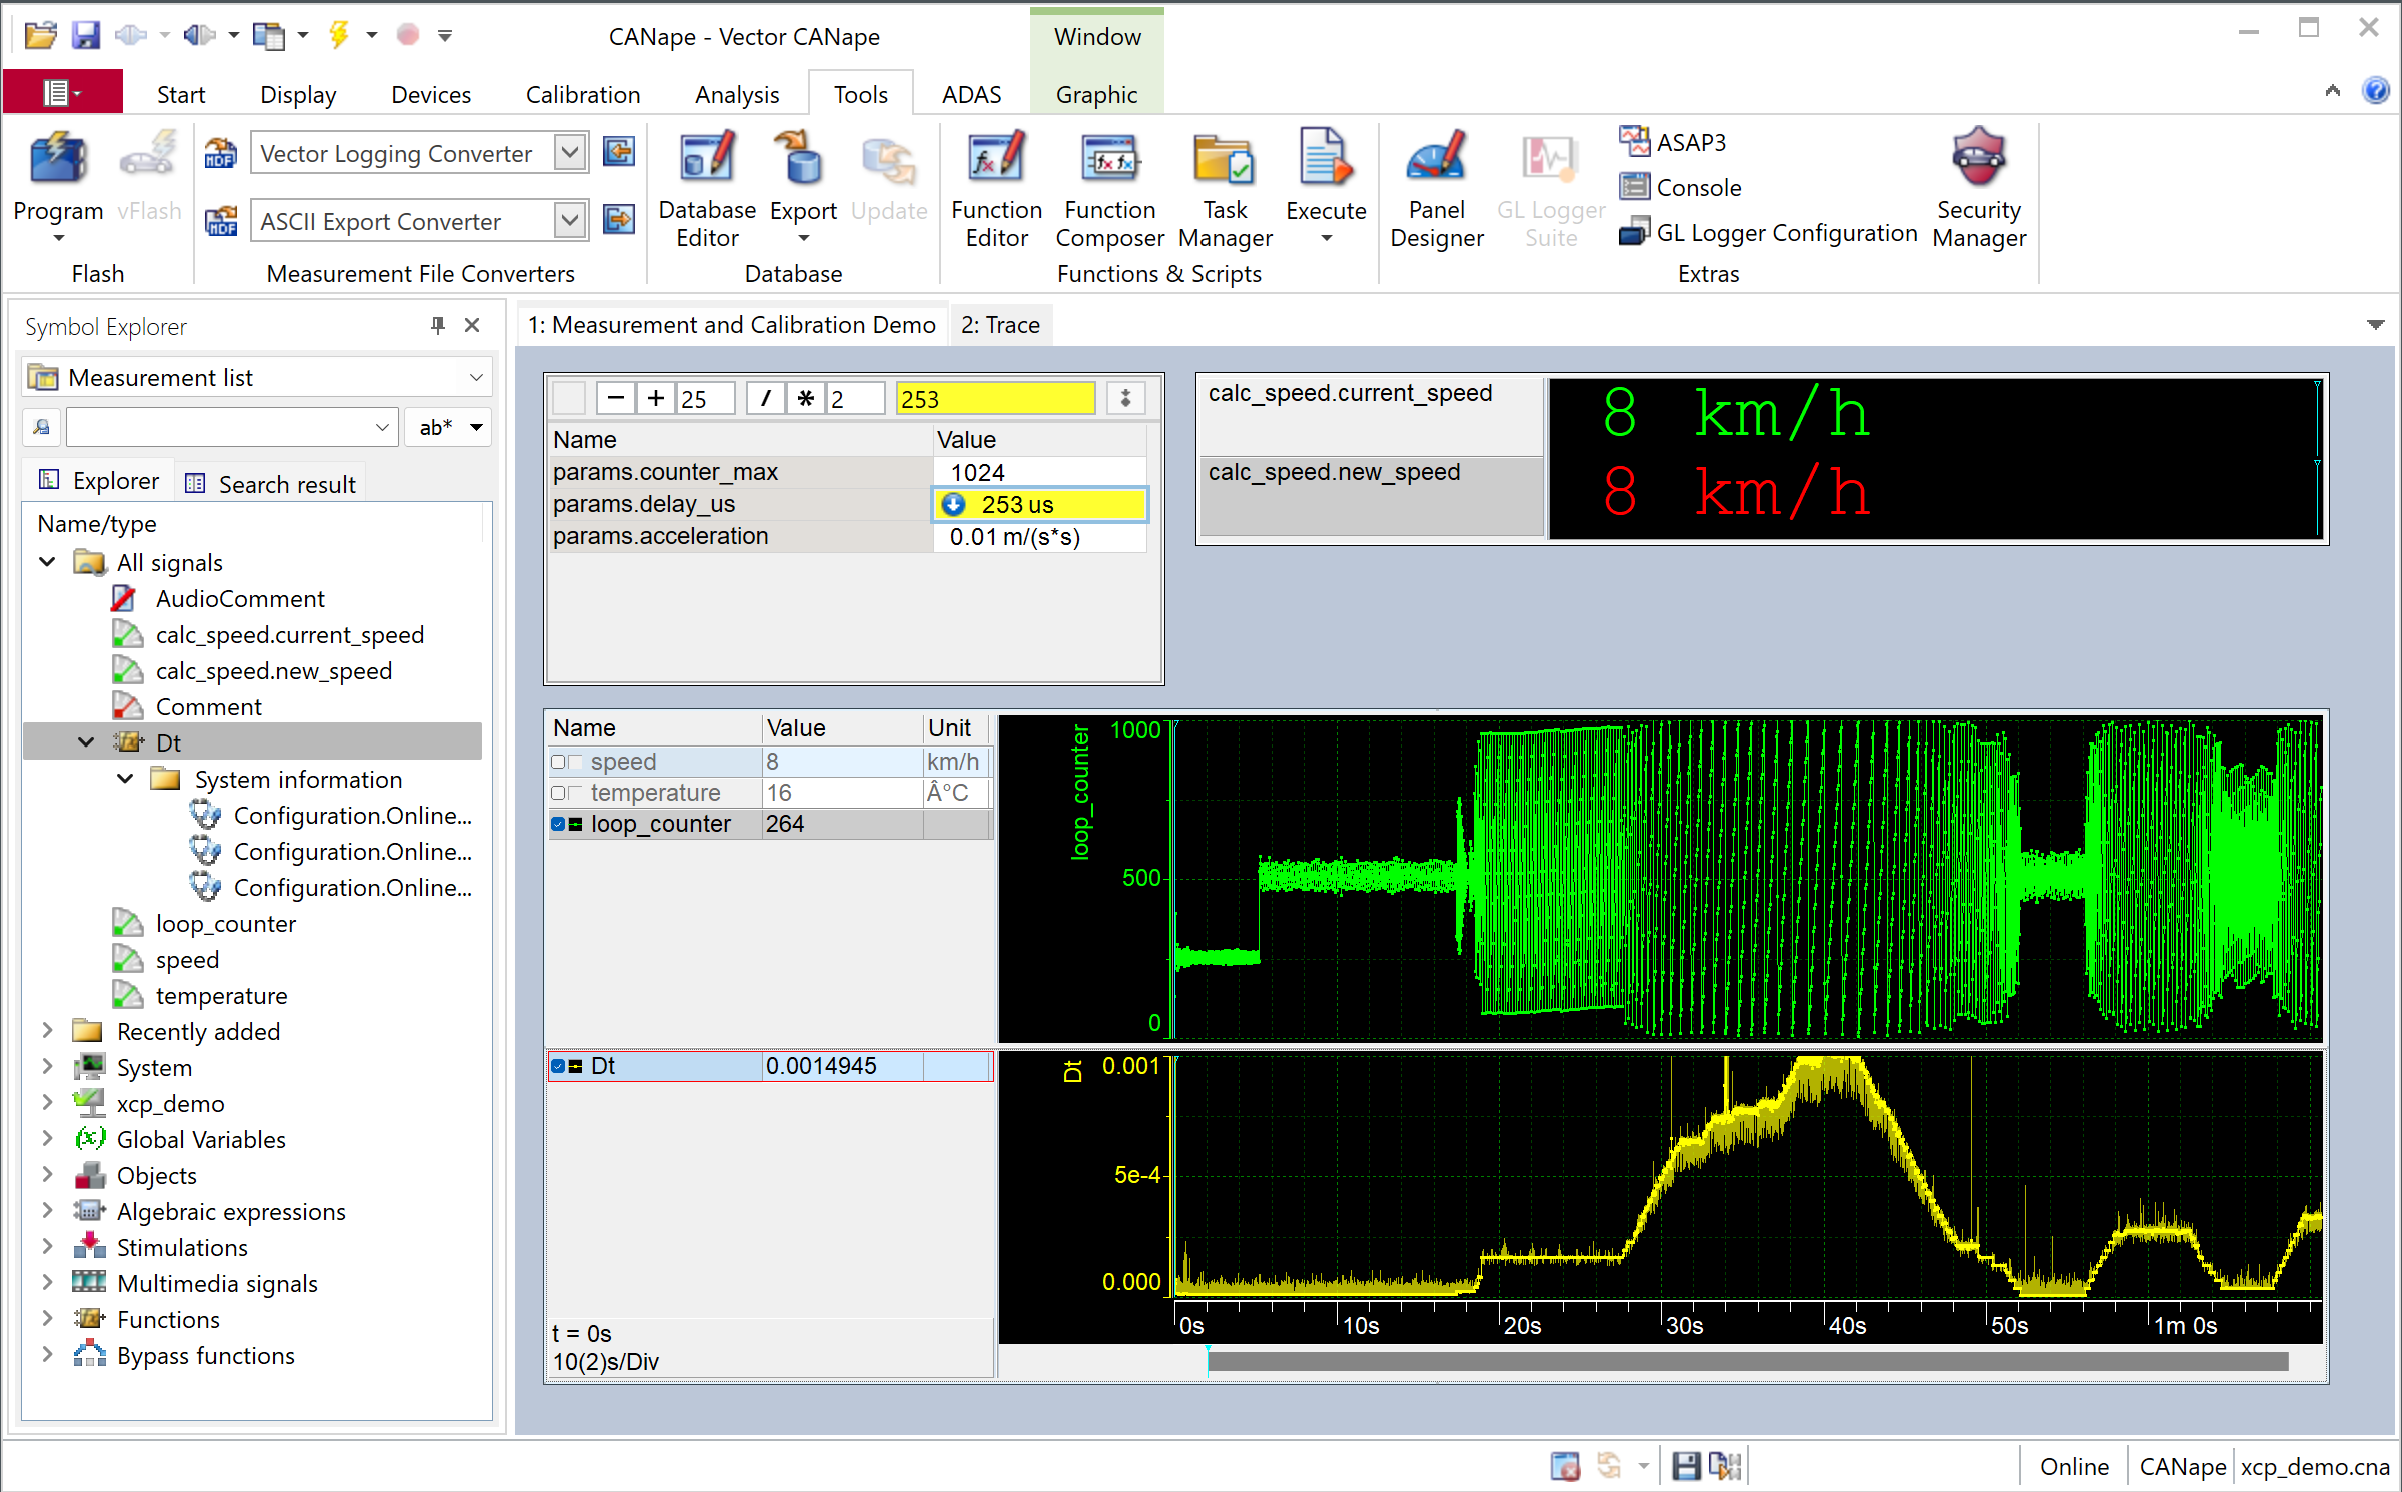 CANape - Vector CANape
Window
Start Display Devices Calibration Analysis Tools ADAS Graphic
Program
vFlash
Flash
MDF Vector Logging Converter
MDF ASCII Export Converter
Measurement File Converters
Database Editor
Export
Update
Database
Function Editor
Function Composer
Task Manager
Execute
Functions & Scripts
Panel Designer
GL Logger Suite
ASAP3
Console
GL Logger Configuration
Security Manager
Extras
Symbol Explorer
Measurement list
ab*
Explorer Search result
Name/type
All signals
AudioComment
calc_speed.current_speed
calc_speed.new_speed
Comment
Dt
System information
Configuration.Online...
Configuration.Online...
Configuration.Online...
loop_counter
speed
temperature
Recently added
System
xcp_demo
Global Variables
Objects
Algebraic expressions
Stimulations
Multimedia signals
Functions
Bypass functions
1: Measurement and Calibration Demo 2: Trace
− + 25 / * 2 253
Name Value
params.counter_max 1024
params.delay_us 253 us
params.acceleration 0.01 m/(s*s)
calc_speed.current_speed 8 km/h
calc_speed.new_speed 8 km/h
Name Value Unit
speed 8 km/h
temperature 16 Â°C
loop_counter 264
loop_counter
1000
500
0
Dt 0.0014945
Dt
0.001
5e-4
0.000
0s 10s 20s 30s 40s 50s 1m 0s
t = 0s
10(2)s/Div
Online CANape xcp_demo.cna